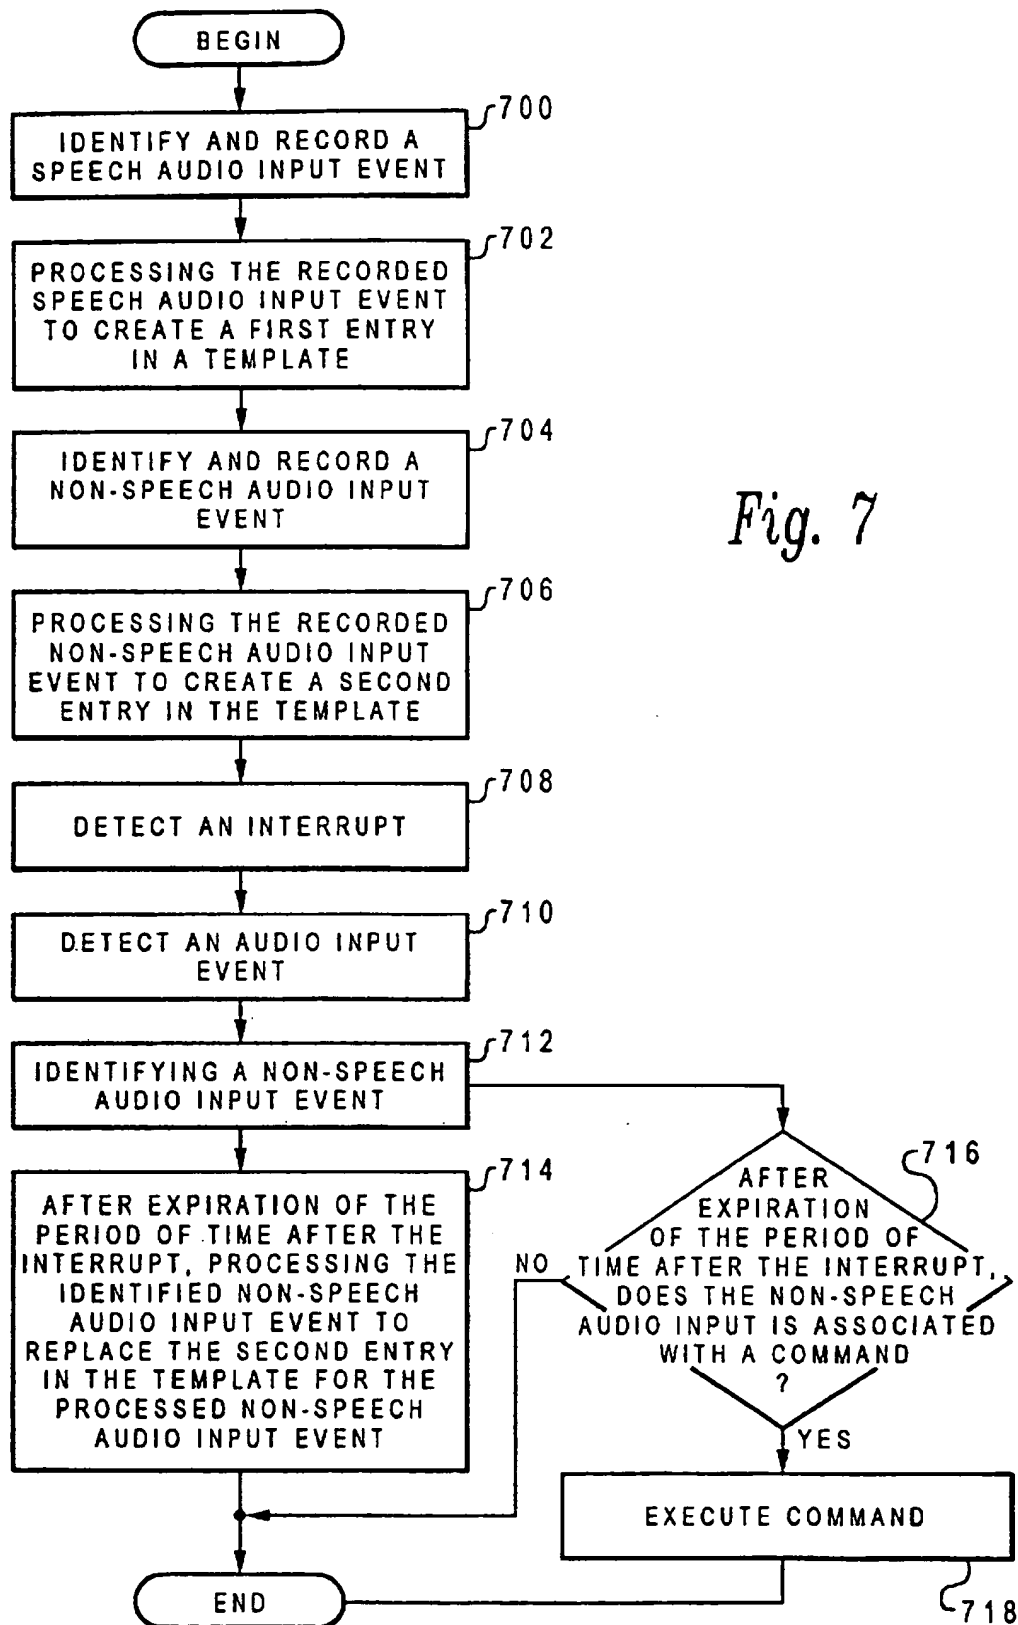 BEGIN
700
IDENTIFY AND RECORD A
SPEECH AUDIO INPUT EVENT
702
PROCESSING THE RECORDED
SPEECH AUDIO INPUT EVENT
TO CREATE A FIRST ENTRY
IN A TEMPLATE
704
IDENTIFY AND RECORD A
NON-SPEECH AUDIO INPUT
EVENT
Fig. 7
706
PROCESSING THE RECORDED
NON-SPEECH AUDIO INPUT
EVENT TO CREATE A SECOND
ENTRY IN THE TEMPLATE
708
DETECT AN INTERRUPT
710
DETECT AN AUDIO INPUT
EVENT
712
IDENTIFYING A NON-SPEECH
AUDIO INPUT EVENT
714
AFTER EXPIRATION OF THE
PERIOD OF TIME AFTER THE
INTERRUPT, PROCESSING THE
IDENTIFIED NON-SPEECH
AUDIO INPUT EVENT TO
REPLACE THE SECOND ENTRY
IN THE TEMPLATE FOR THE
PROCESSED NON-SPEECH
AUDIO INPUT EVENT
716
AFTER
EXPIRATION
OF THE PERIOD OF
TIME AFTER THE INTERRUPT,
DOES THE NON-SPEECH
AUDIO INPUT IS ASSOCIATED
WITH A COMMAND
?
NO
YES
EXECUTE COMMAND
718
END